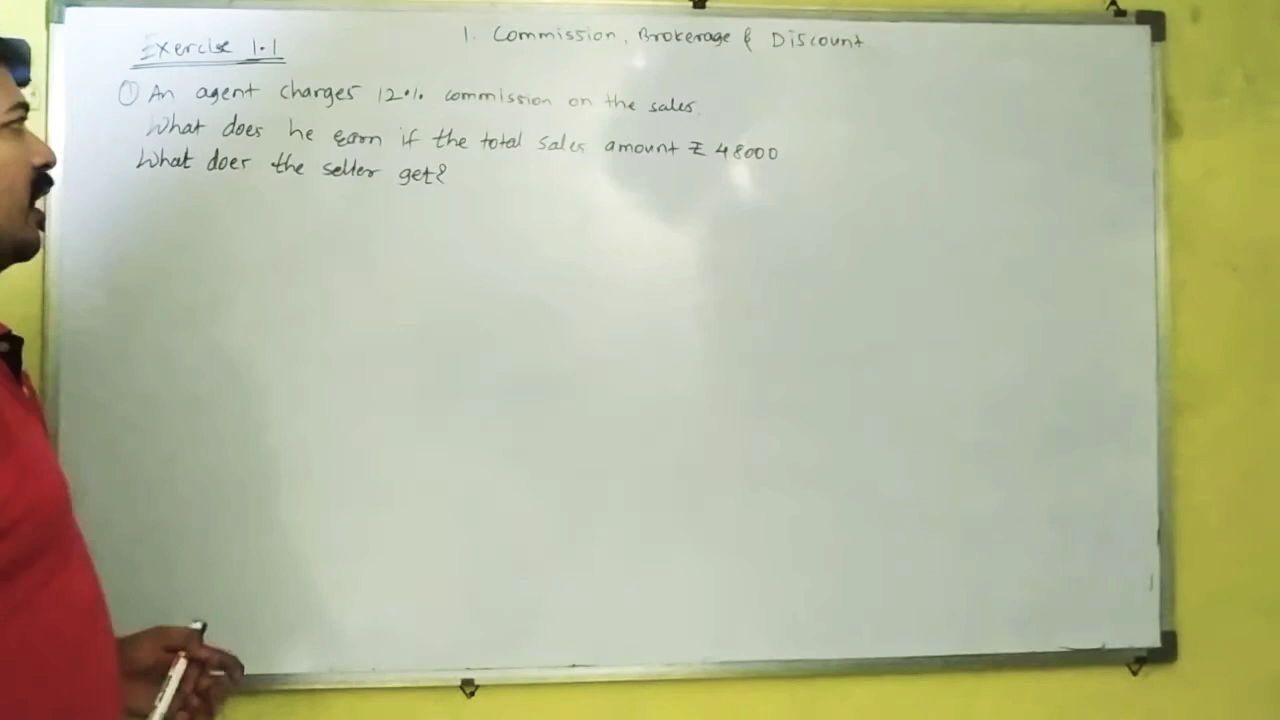 1. Commission, Brokerage & Discount
Exercise 1.1
① An agent charges 12% commission on the sales.
What does he earn if the total sales amount ₹ 48000
What does the seller get?